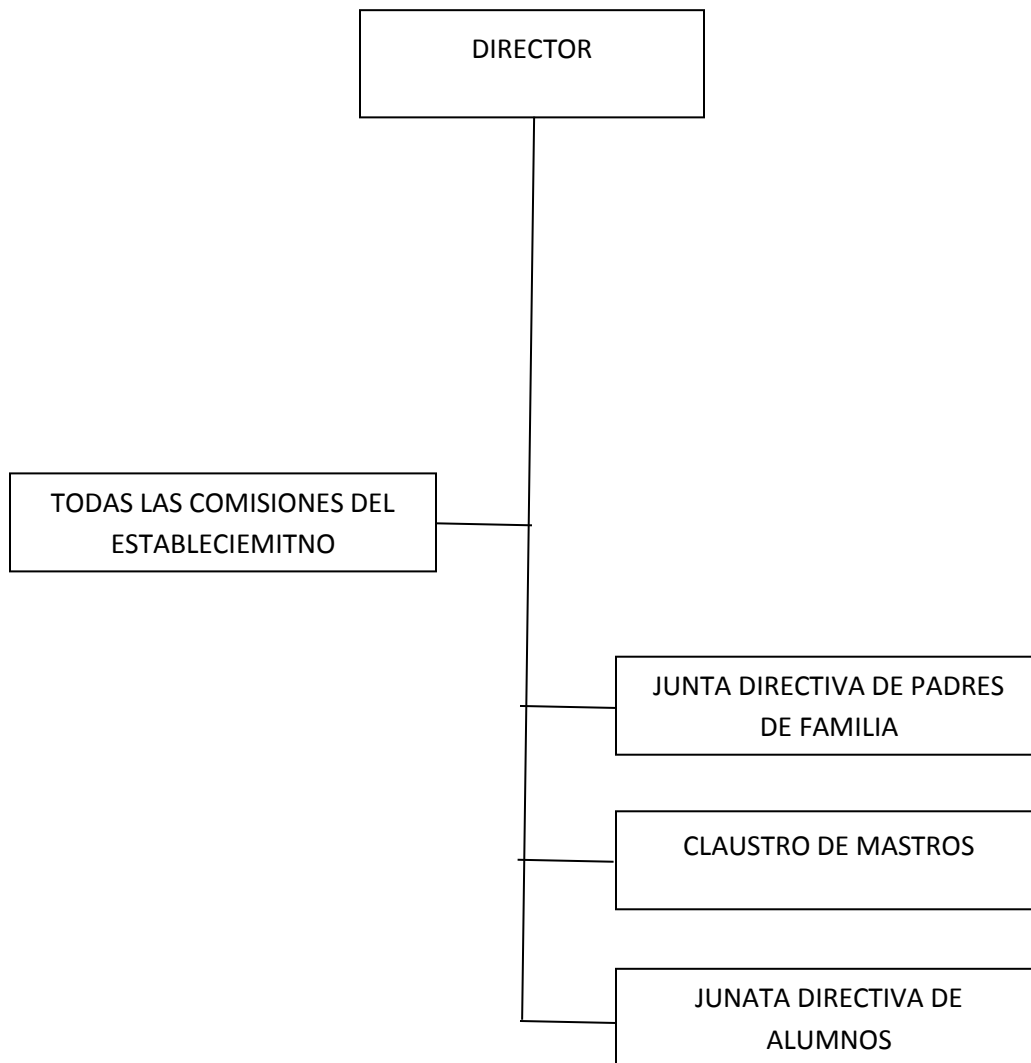 DIRECTOR
TODAS LAS COMISIONES DEL
ESTABLECIEMITNO
JUNTA DIRECTIVA DE PADRES
DE FAMILIA
CLAUSTRO DE MASTROS
JUNATA DIRECTIVA DE
ALUMNOS